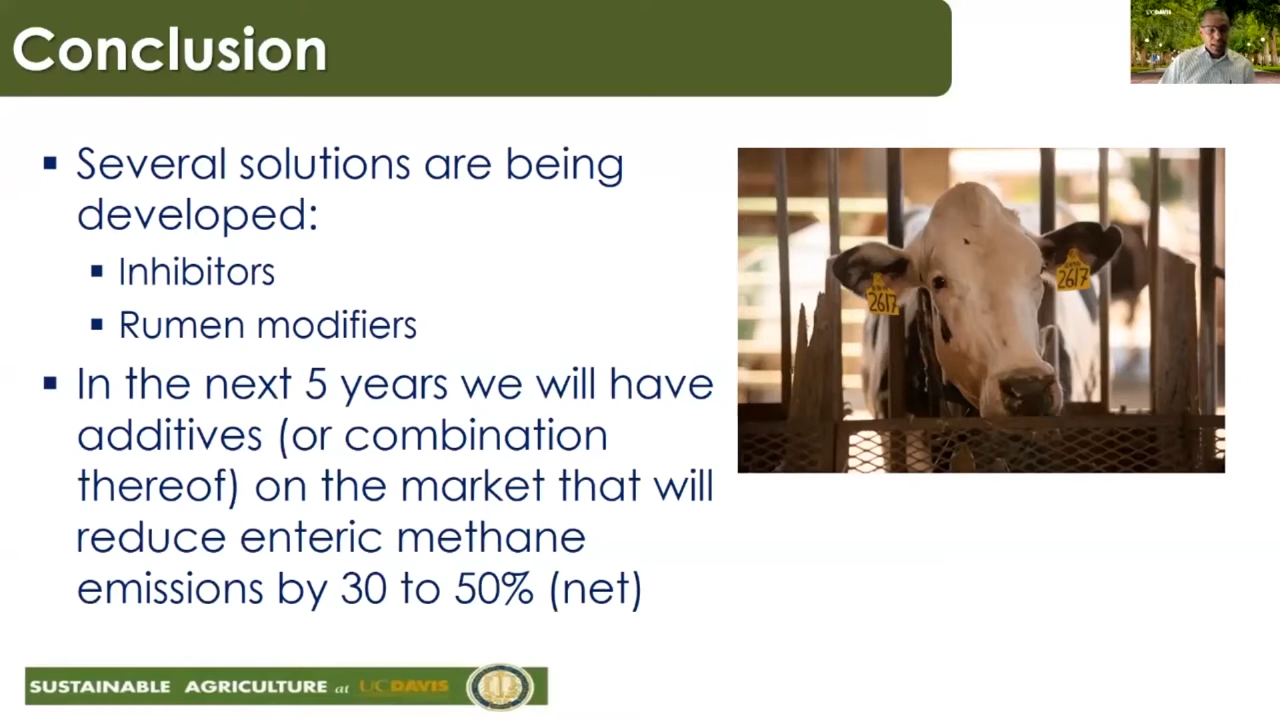 Conclusion
UC DAVIS
▪ Several solutions are being
developed:
▪ Inhibitors
▪ Rumen modifiers
▪ In the next 5 years we will have
additives (or combination
thereof) on the market that will
reduce enteric methane
emissions by 30 to 50% (net)
2617
2617
SUSTAINABLE AGRICULTURE at UC DAVIS